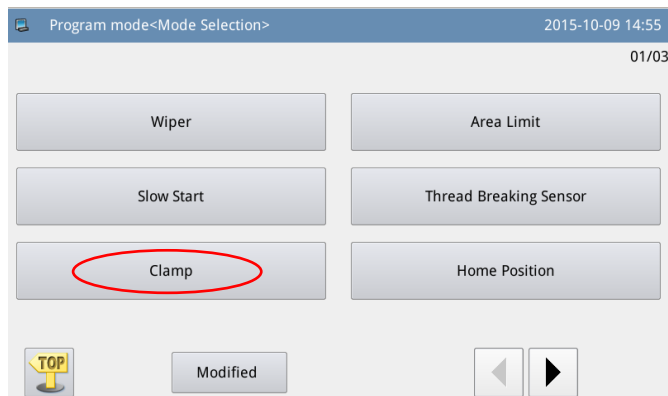 Program mode<Mode Selection> 2015-10-09 14:55
01/03
Wiper Area Limit
Slow Start Thread Breaking Sensor
Clamp Home Position
TOP Modified